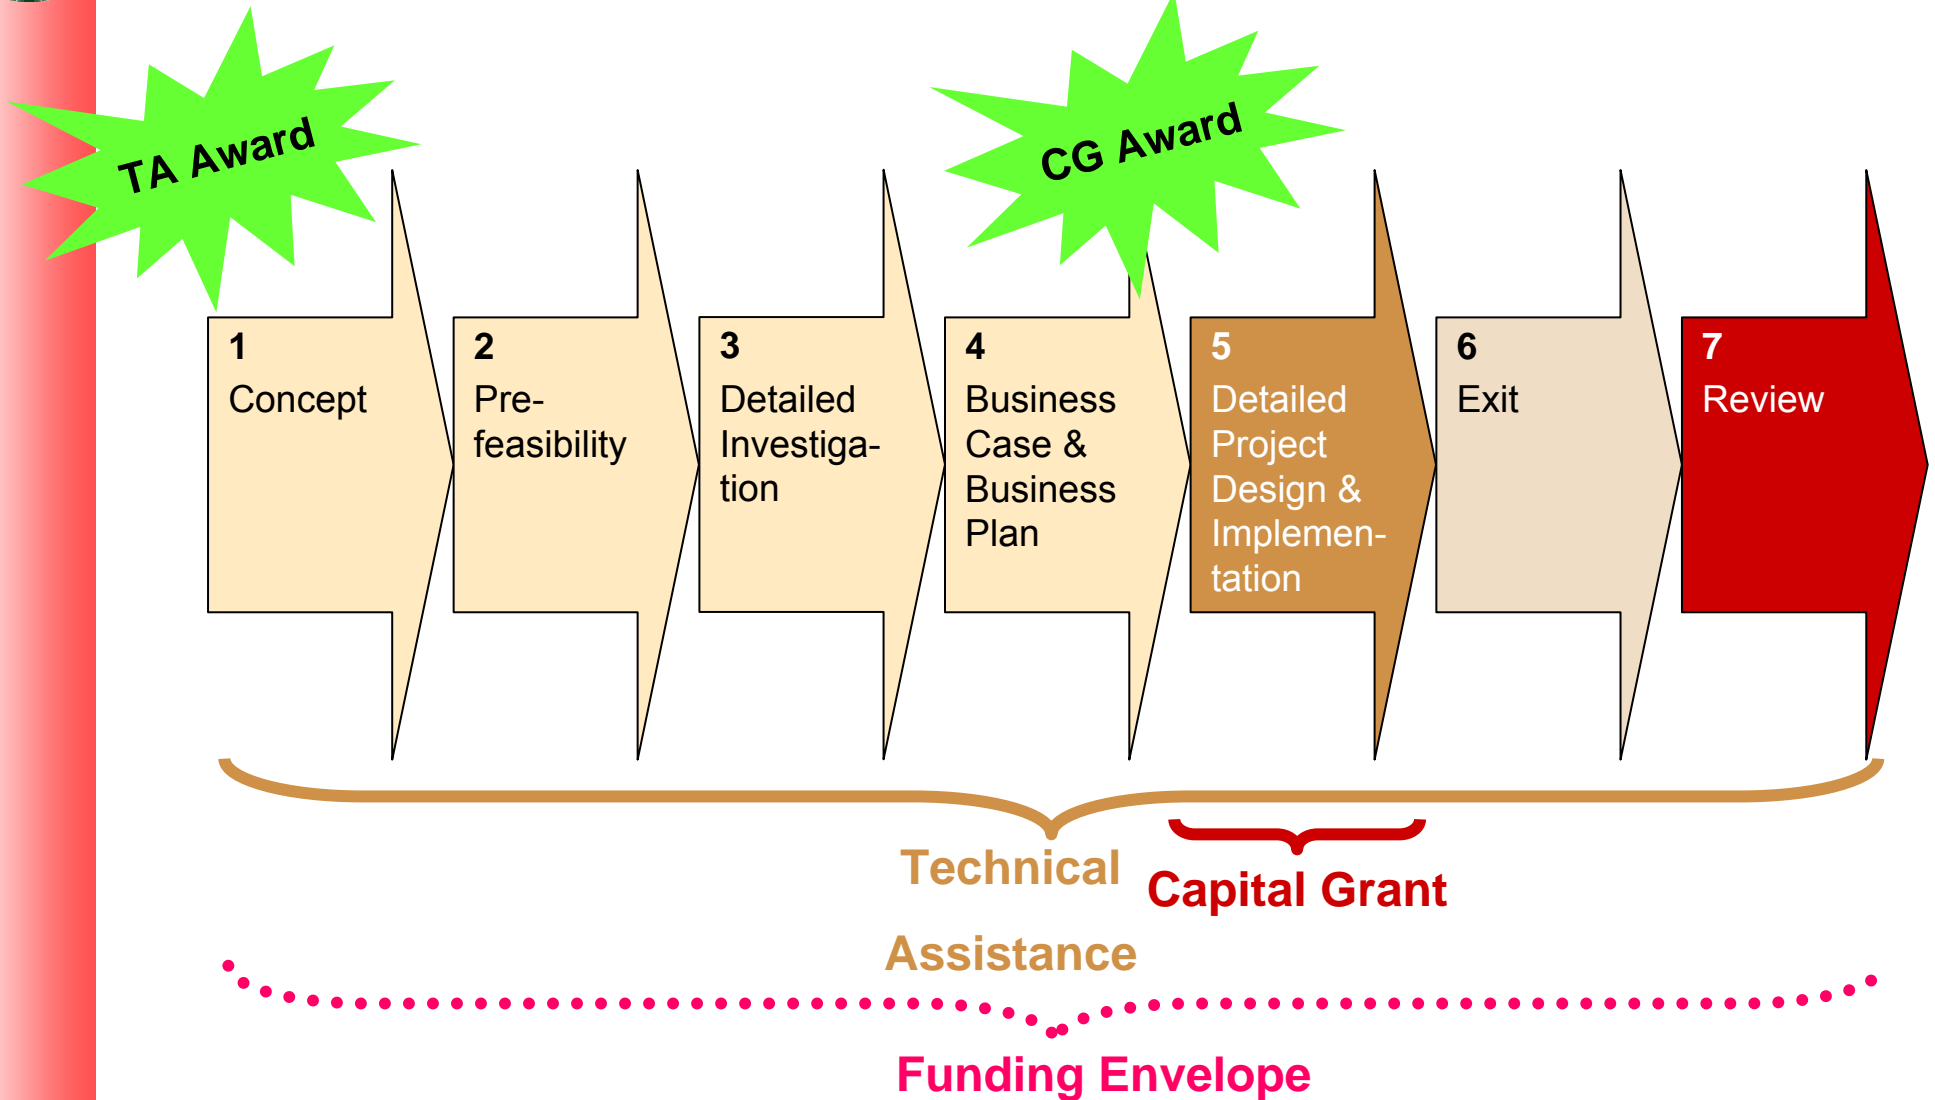 TA Award
CG Award
1
Concept
2
Pre-
feasibility
3
Detailed
Investiga-
tion
4
Business
Case &
Business
Plan
5
Detailed
Project
Design &
Implemen-
tation
6
Exit
7
Review
Technical
Assistance
Capital Grant
Funding Envelope